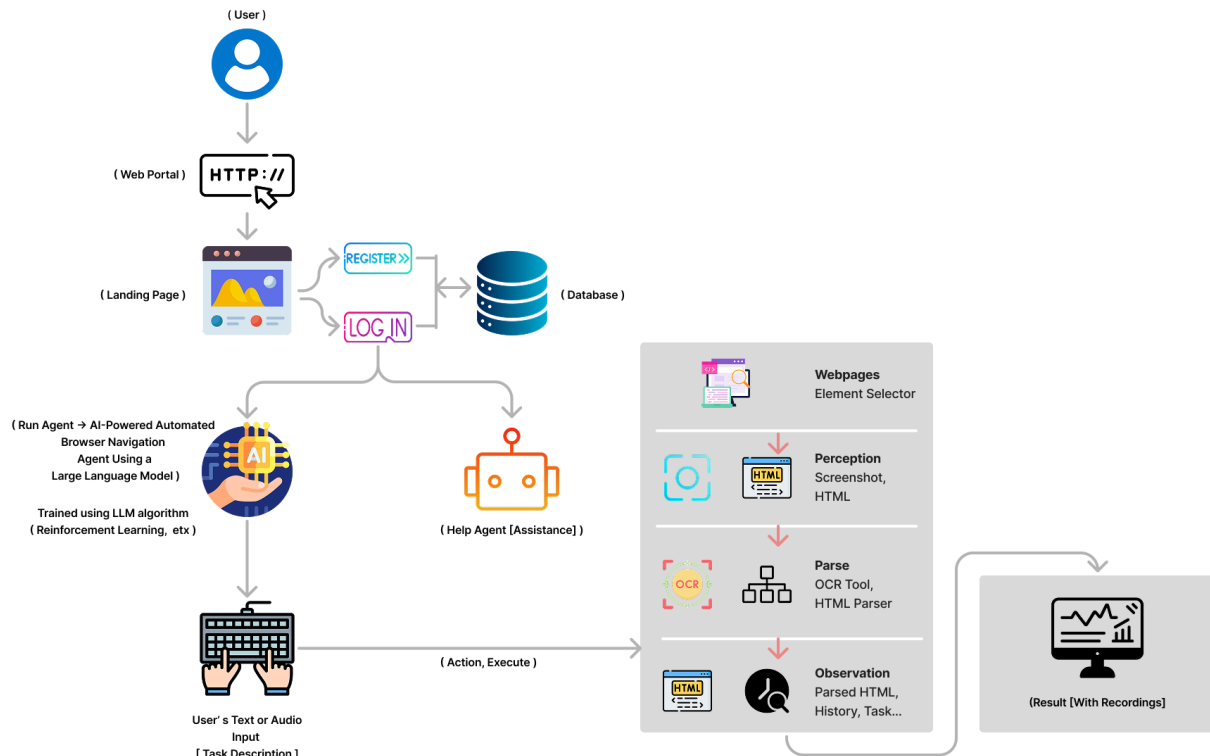 ( User )
( Web Portal )
HTTP://
( Landing Page )
REGISTER>>
LOG IN
( Database )
( Run Agent → AI-Powered Automated
Browser Navigation
Agent Using a
Large Language Model )
AI
Trained using LLM algorithm
( Reinforcement Learning,  etx )
( Help Agent [Assistance] )
User' s Text or Audio
Input
[ Task Description ]
( Action, Execute )
</>
Webpages
Element Selector
HTML
Perception
Screenshot,
HTML
OCR
Parse
OCR Tool,
HTML Parser
HTML
Observation
Parsed HTML,
History, Task...
(Result [With Recordings]